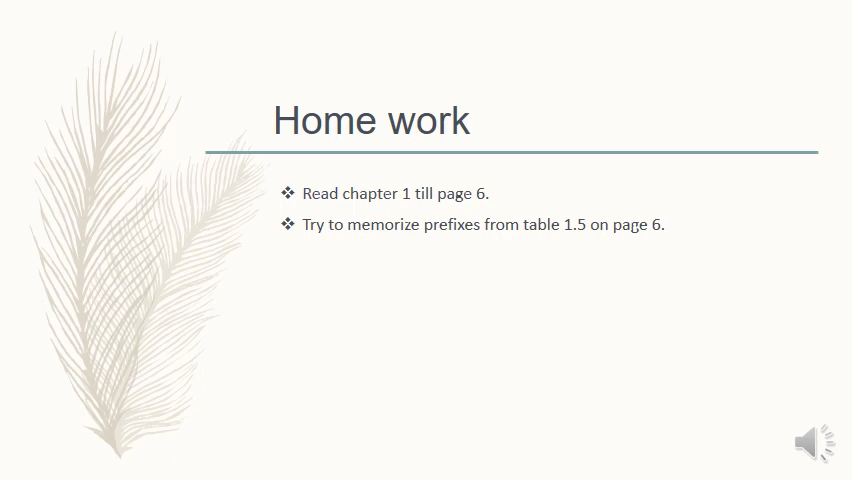 Home work
❖ Read chapter 1 till page 6.
❖ Try to memorize prefixes from table 1.5 on page 6.